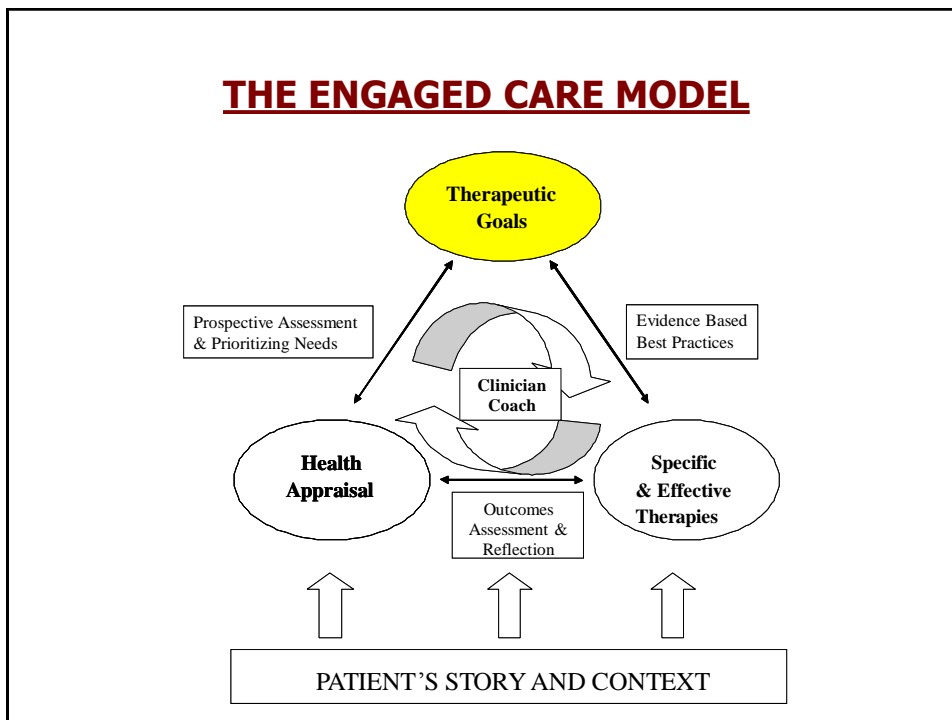 THE ENGAGED CARE MODEL
Therapeutic
Goals
Prospective Assessment
& Prioritizing Needs
Evidence Based
Best Practices
Clinician
Coach
Health
Appraisal
Specific
& Effective
Therapies
Outcomes
Assessment &
Reflection
PATIENT’S STORY AND CONTEXT